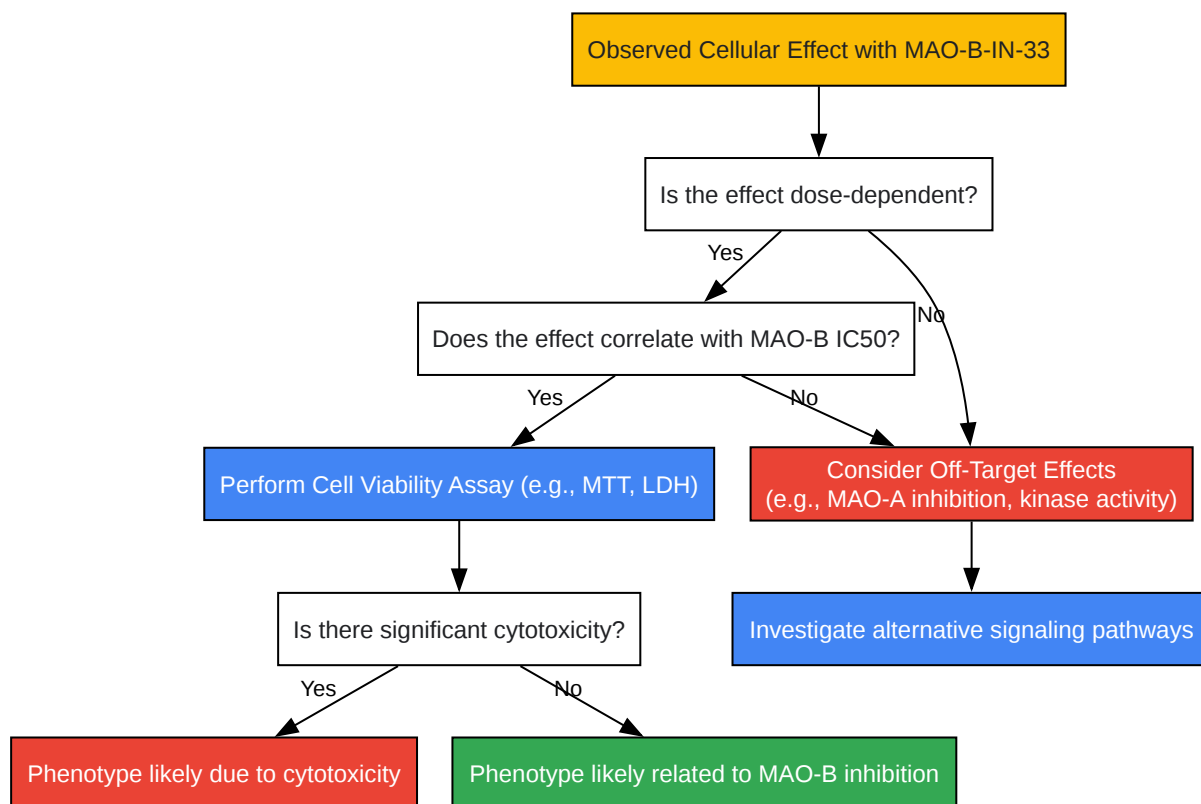 Observed Cellular Effect with MAO-B-IN-33
Is the effect dose-dependent?
Yes
No
Does the effect correlate with MAO-B IC50?
Yes
No
Perform Cell Viability Assay (e.g., MTT, LDH)
Consider Off-Target Effects
(e.g., MAO-A inhibition, kinase activity)
Is there significant cytotoxicity?
Investigate alternative signaling pathways
Yes
No
Phenotype likely due to cytotoxicity
Phenotype likely related to MAO-B inhibition